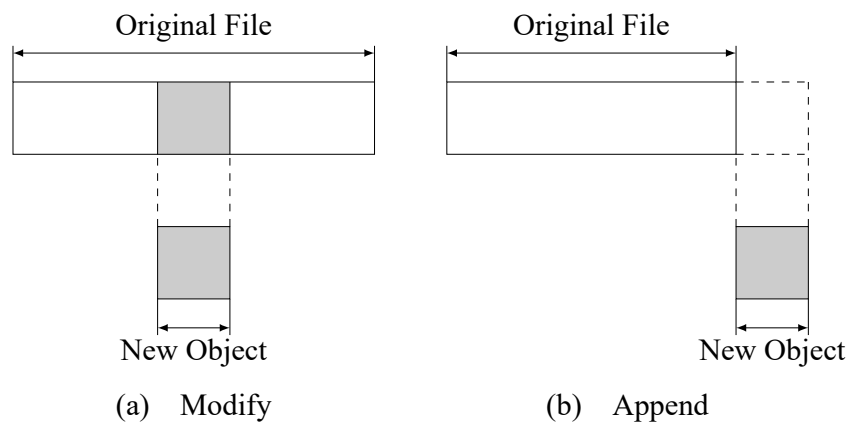 Original File
New Object
(a) Modify
Original File
New Object
(b) Append